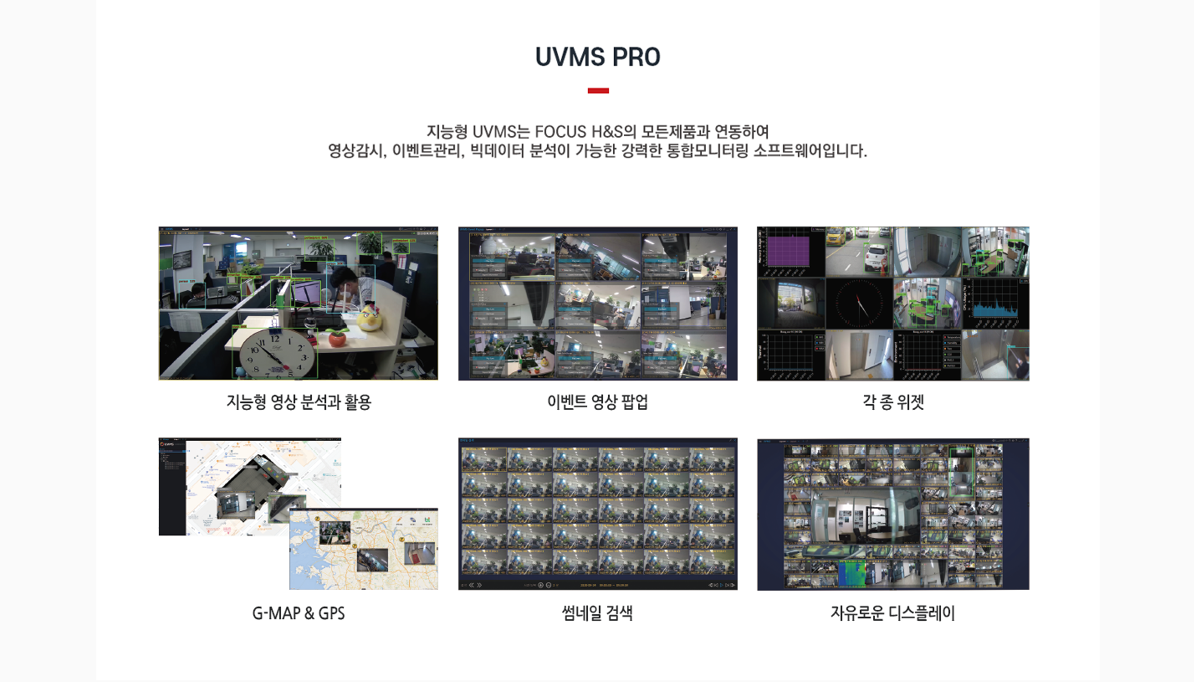 UVMS PRO
지능형 UVMS는 FOCUS H&S의 모든제품과 연동하여
영상감시, 이벤트관리, 빅데이터 분석이 가능한 강력한 통합모니터링 소프트웨어입니다.
지능형 영상 분석과 활용
이벤트 영상 팝업
각 종 위젯
G-MAP & GPS
썸네일 검색
자유로운 디스플레이